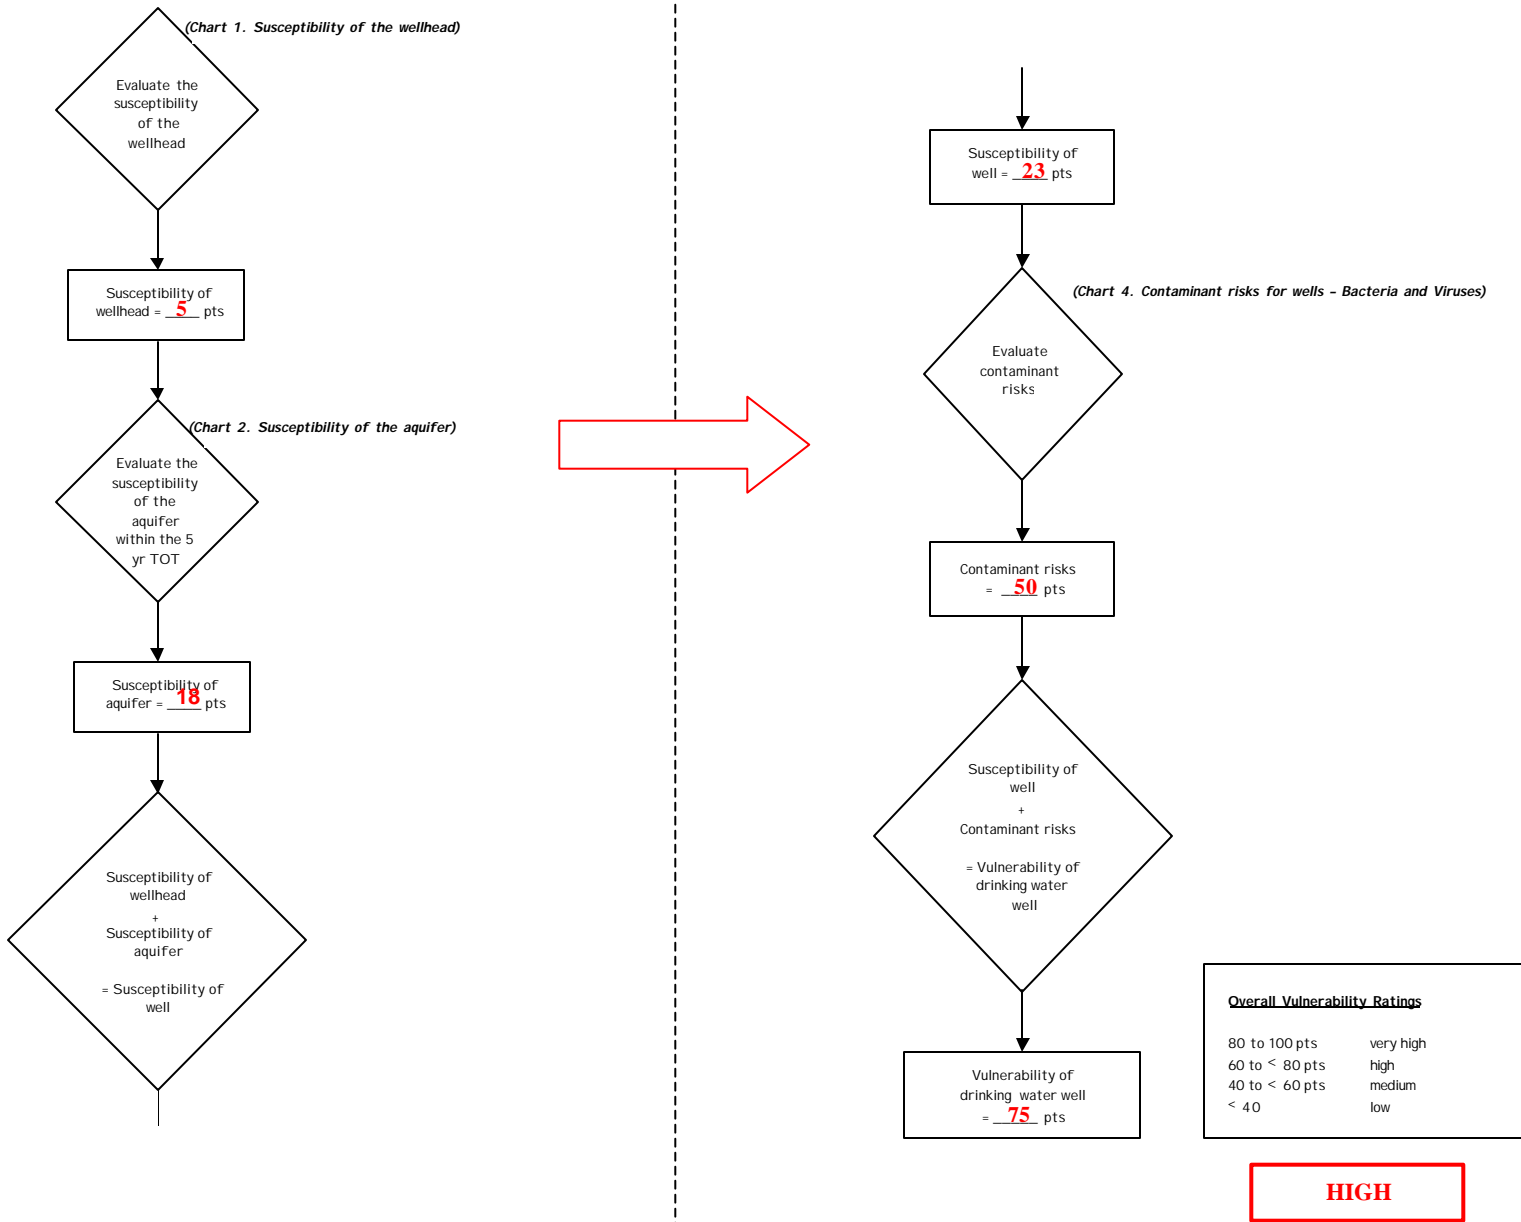 (Chart 1. Susceptibility of the wellhead)
Evaluate the
susceptibility
of the
wellhead
Susceptibility of
wellhead = 5 pts
(Chart 2. Susceptibility of the aquifer)
Evaluate the
susceptibility
of the
aquifer
within the 5
yr TOT
Susceptibility of
aquifer = 18 pts
Susceptibility of
wellhead
+
Susceptibility of
aquifer
= Susceptibility of
well
Susceptibility of
well = 23 pts
(Chart 4. Contaminant risks for wells – Bacteria and Viruses)
Evaluate
contaminant
risks
Contaminant risks
= 50 pts
Susceptibility of
well
+
Contaminant risks
= Vulnerability of
drinking water
well
Vulnerability of
drinking water well
= 75 pts
Overall Vulnerability Ratings
80 to 100 pts very high
60 to < 80 pts high
40 to < 60 pts medium
< 40 low
HIGH